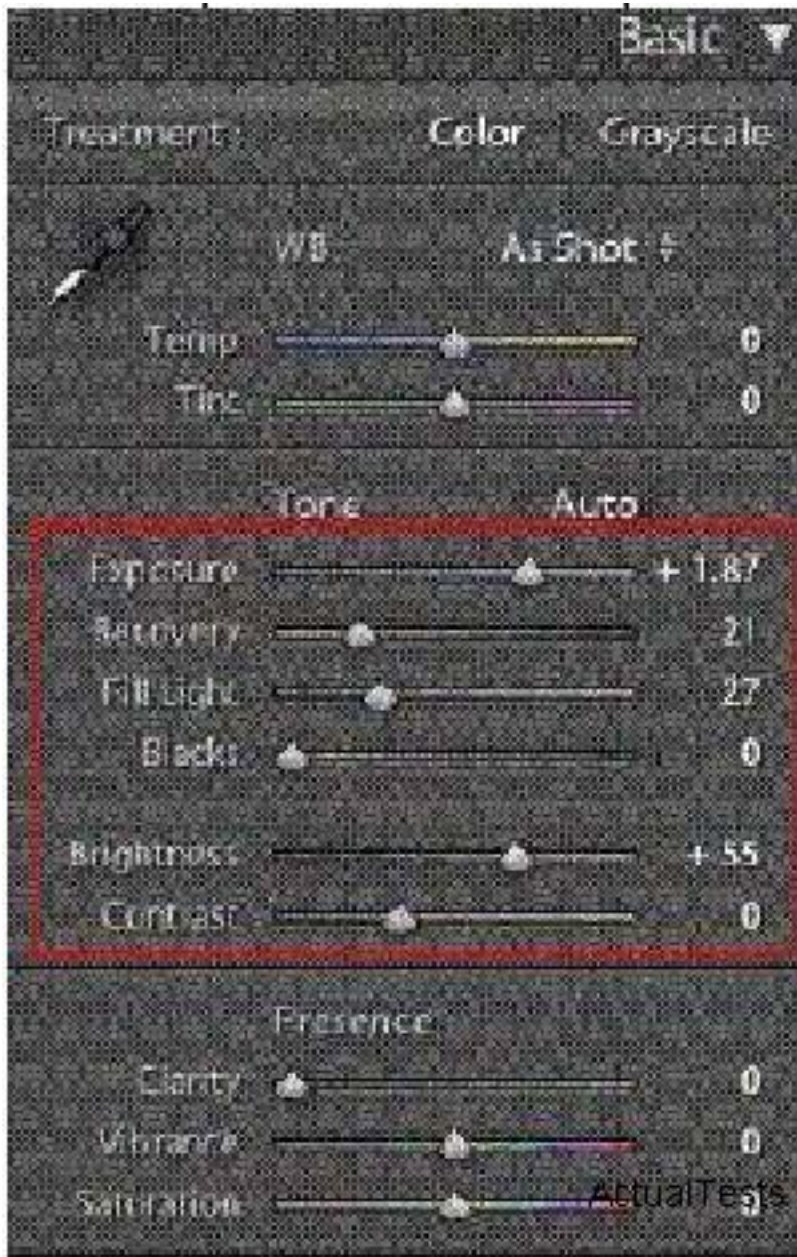 Basic
Treatment: Color Grayscale
WB As Shot
Temp 0
Tint 0
Tone Auto
Exposure + 1.87
Recovery 21
Fill Light 27
Blacks 0
Brightness + 55
Contrast 0
Presence
Clarity 0
Vibrance 0
Saturation 0
ActualTests